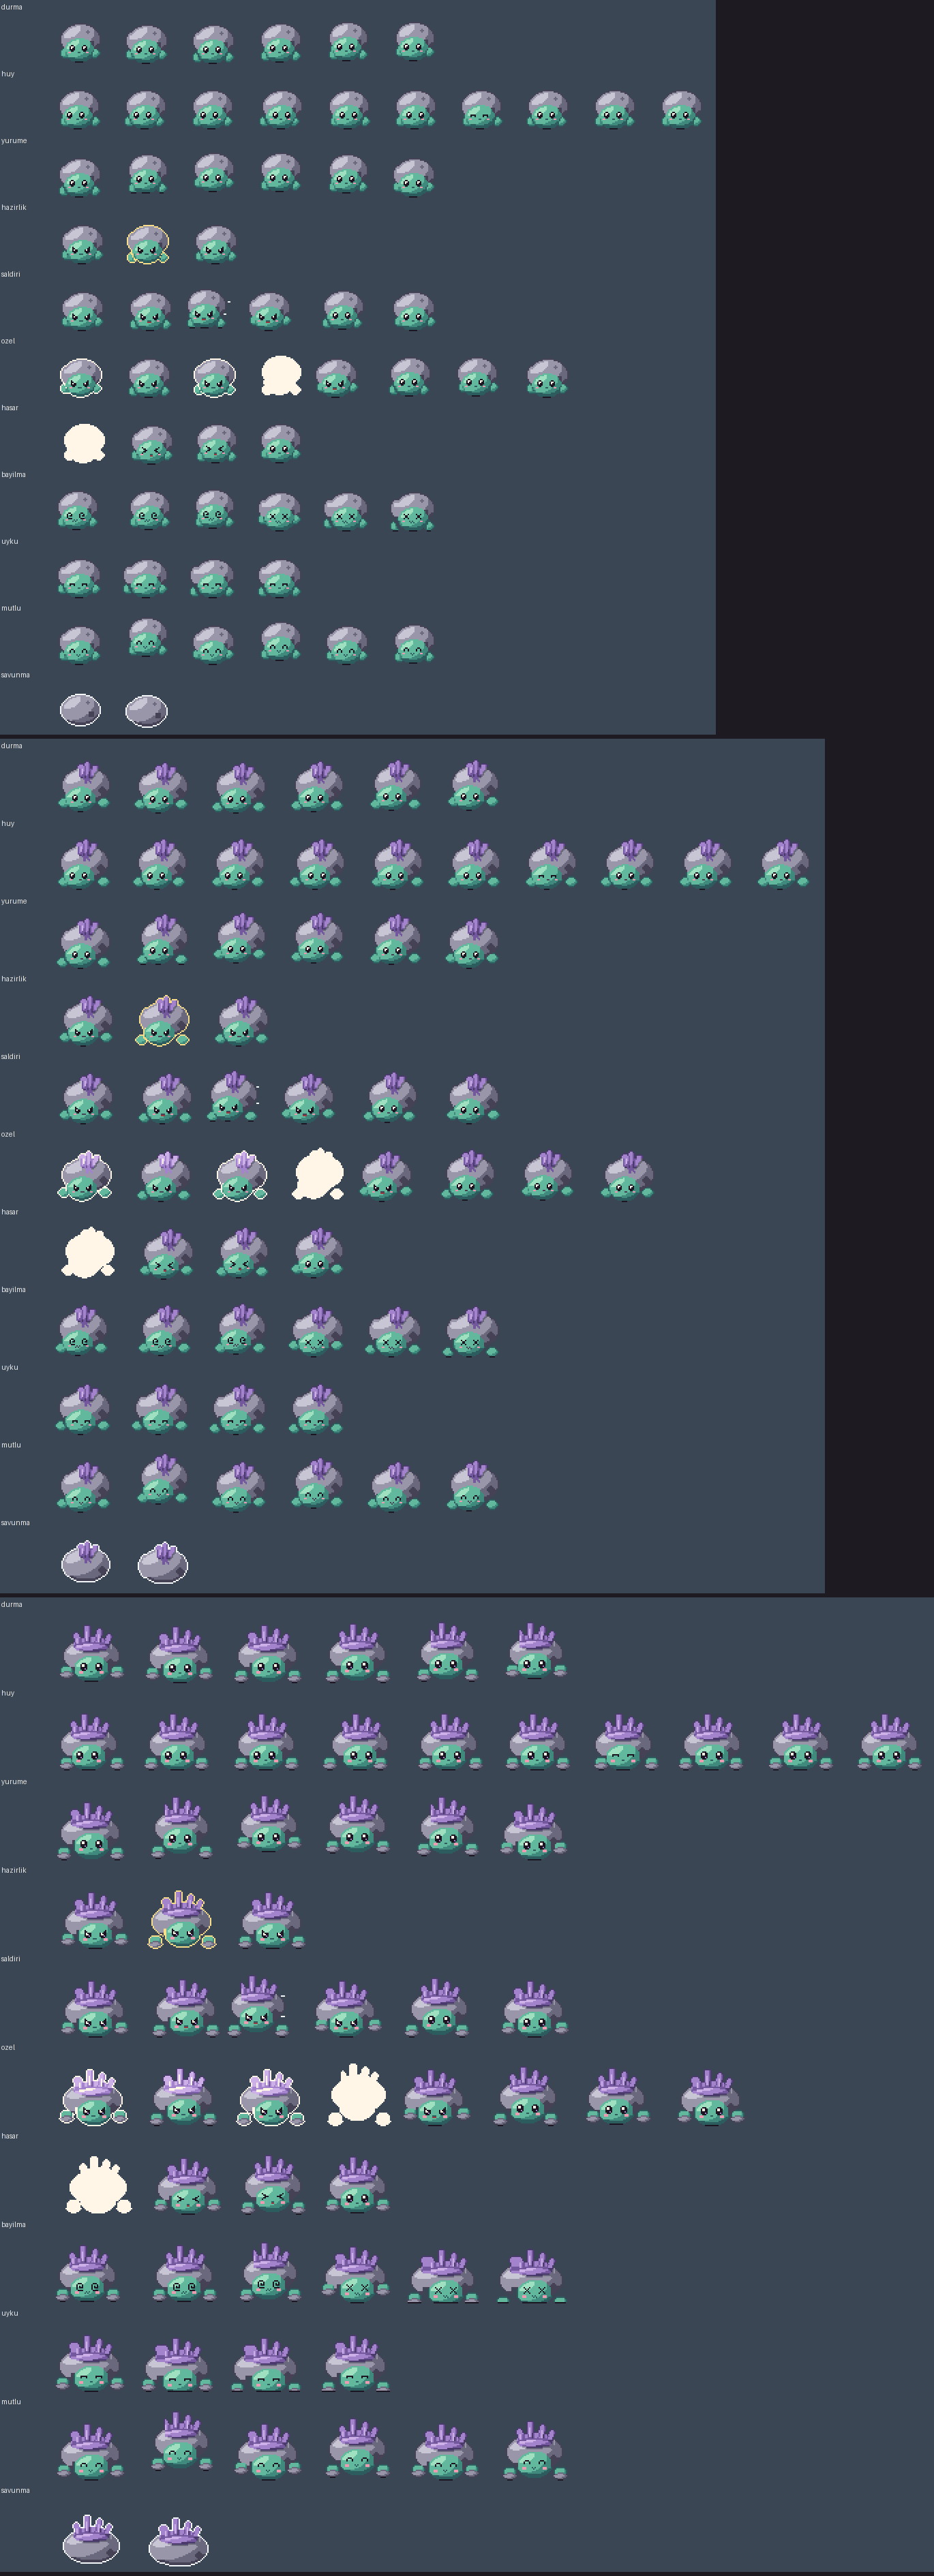 durma
huy
yurume
hazirlik
saldiri
ozel
hasar
bayilma
uyku
mutlu
savunma
durma
huy
yurume
hazirlik
saldiri
ozel
hasar
bayilma
uyku
mutlu
savunma
durma
huy
yurume
hazirlik
saldiri
ozel
hasar
bayilma
uyku
mutlu
savunma